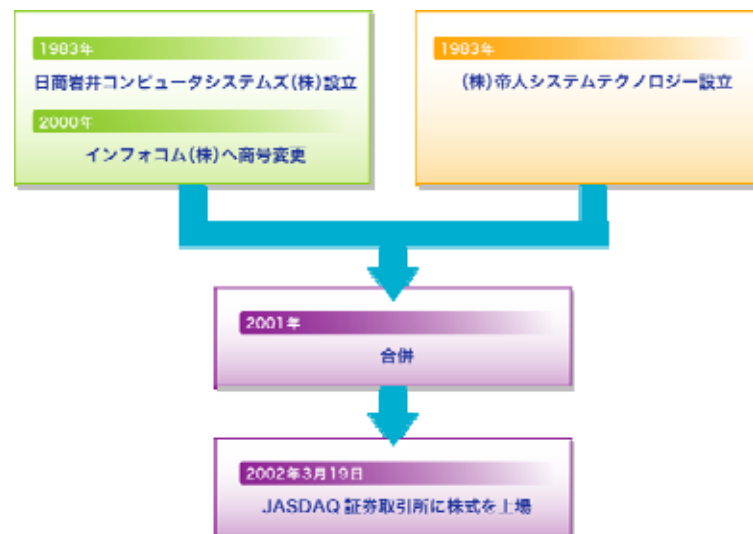 1983年
日商岩井コンピュータシステムズ(株)設立
2000年
インフォコム(株)へ商号変更
1983年
(株)帝人システムテクノロジー設立
2001年
合併
2002年3月19日
JASDAQ 証券取引所に株式を上場